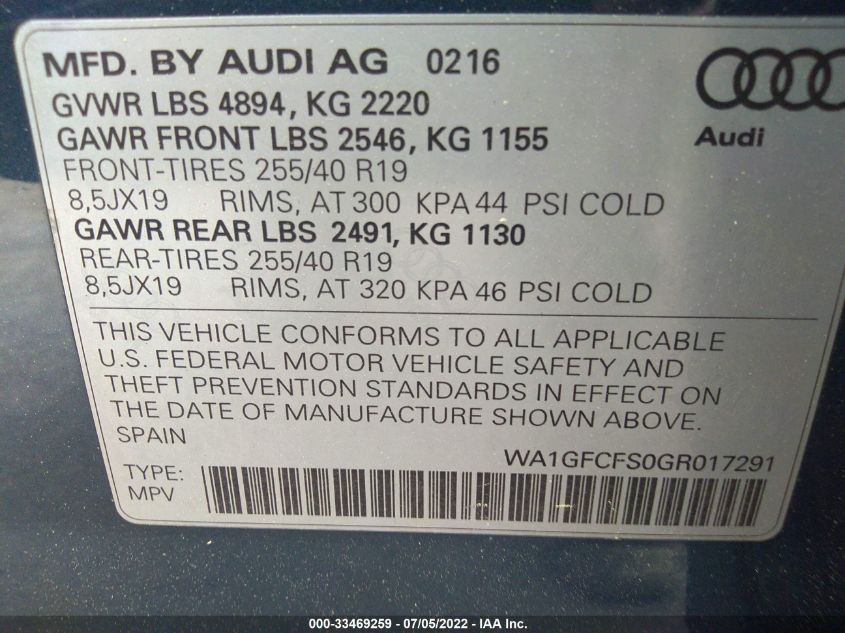 MFD. BY AUDI AG 0216
GVWR LBS 4894, KG 2220
GAWR FRONT LBS 2546, KG 1155
Audi
FRONT-TIRES 255/40 R19
8,5JX19 RIMS, AT 300 KPA 44 PSI COLD
GAWR REAR LBS 2491, KG 1130
REAR-TIRES 255/40 R19
8,5JX19 RIMS, AT 320 KPA 46 PSI COLD
THIS VEHICLE CONFORMS TO ALL APPLICABLE
U.S. FEDERAL MOTOR VEHICLE SAFETY AND
THEFT PREVENTION STANDARDS IN EFFECT ON
THE DATE OF MANUFACTURE SHOWN ABOVE.
SPAIN
WA1GFCFS0GR017291
TYPE:
MPV
000-33469259 - 07/05/2022 - IAA Inc.